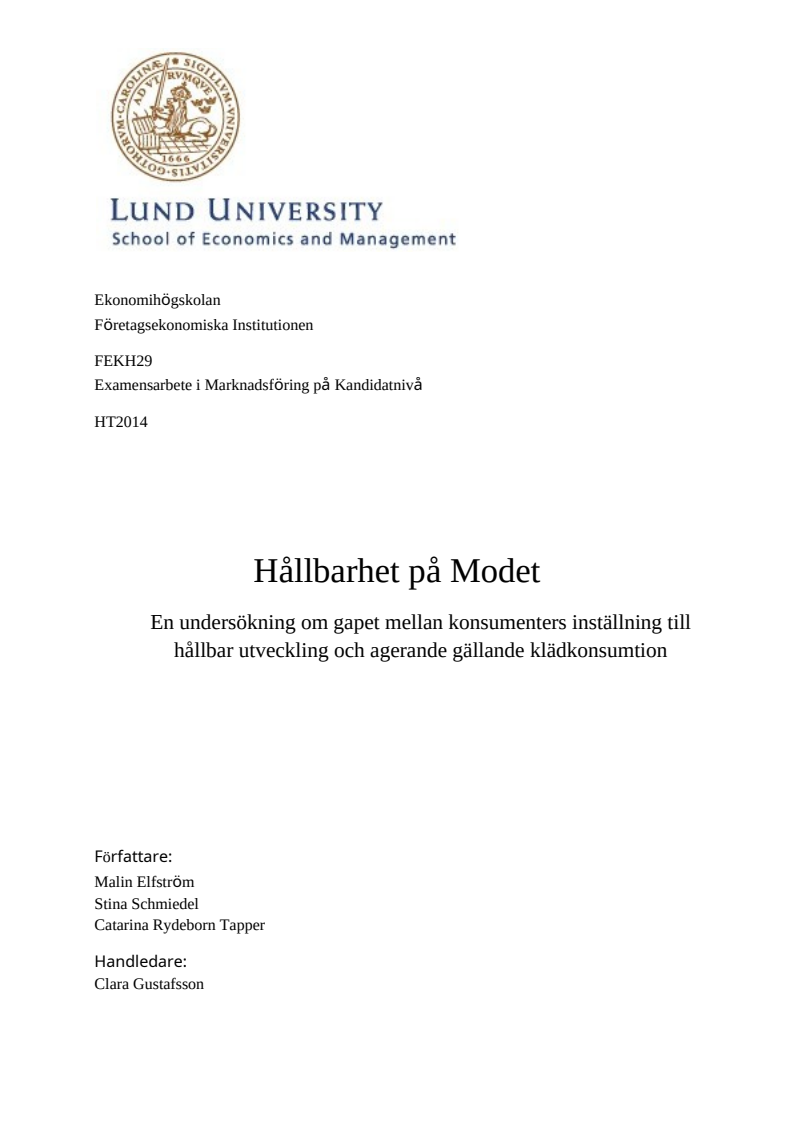 SIGILLVM·VNIVERSITATIS·GOTHORVM·CAROLINÆ
AD VTRVMQVE
1666
LUND UNIVERSITY
School of Economics and Management
Ekonomihögskolan
Företagsekonomiska Institutionen
FEKH29
Examensarbete i Marknadsföring på Kandidatnivå
HT2014
Hållbarhet på Modet
En undersökning om gapet mellan konsumenters inställning till
hållbar utveckling och agerande gällande klädkonsumtion
Författare:
Malin Elfström
Stina Schmiedel
Catarina Rydeborn Tapper
Handledare:
Clara Gustafsson